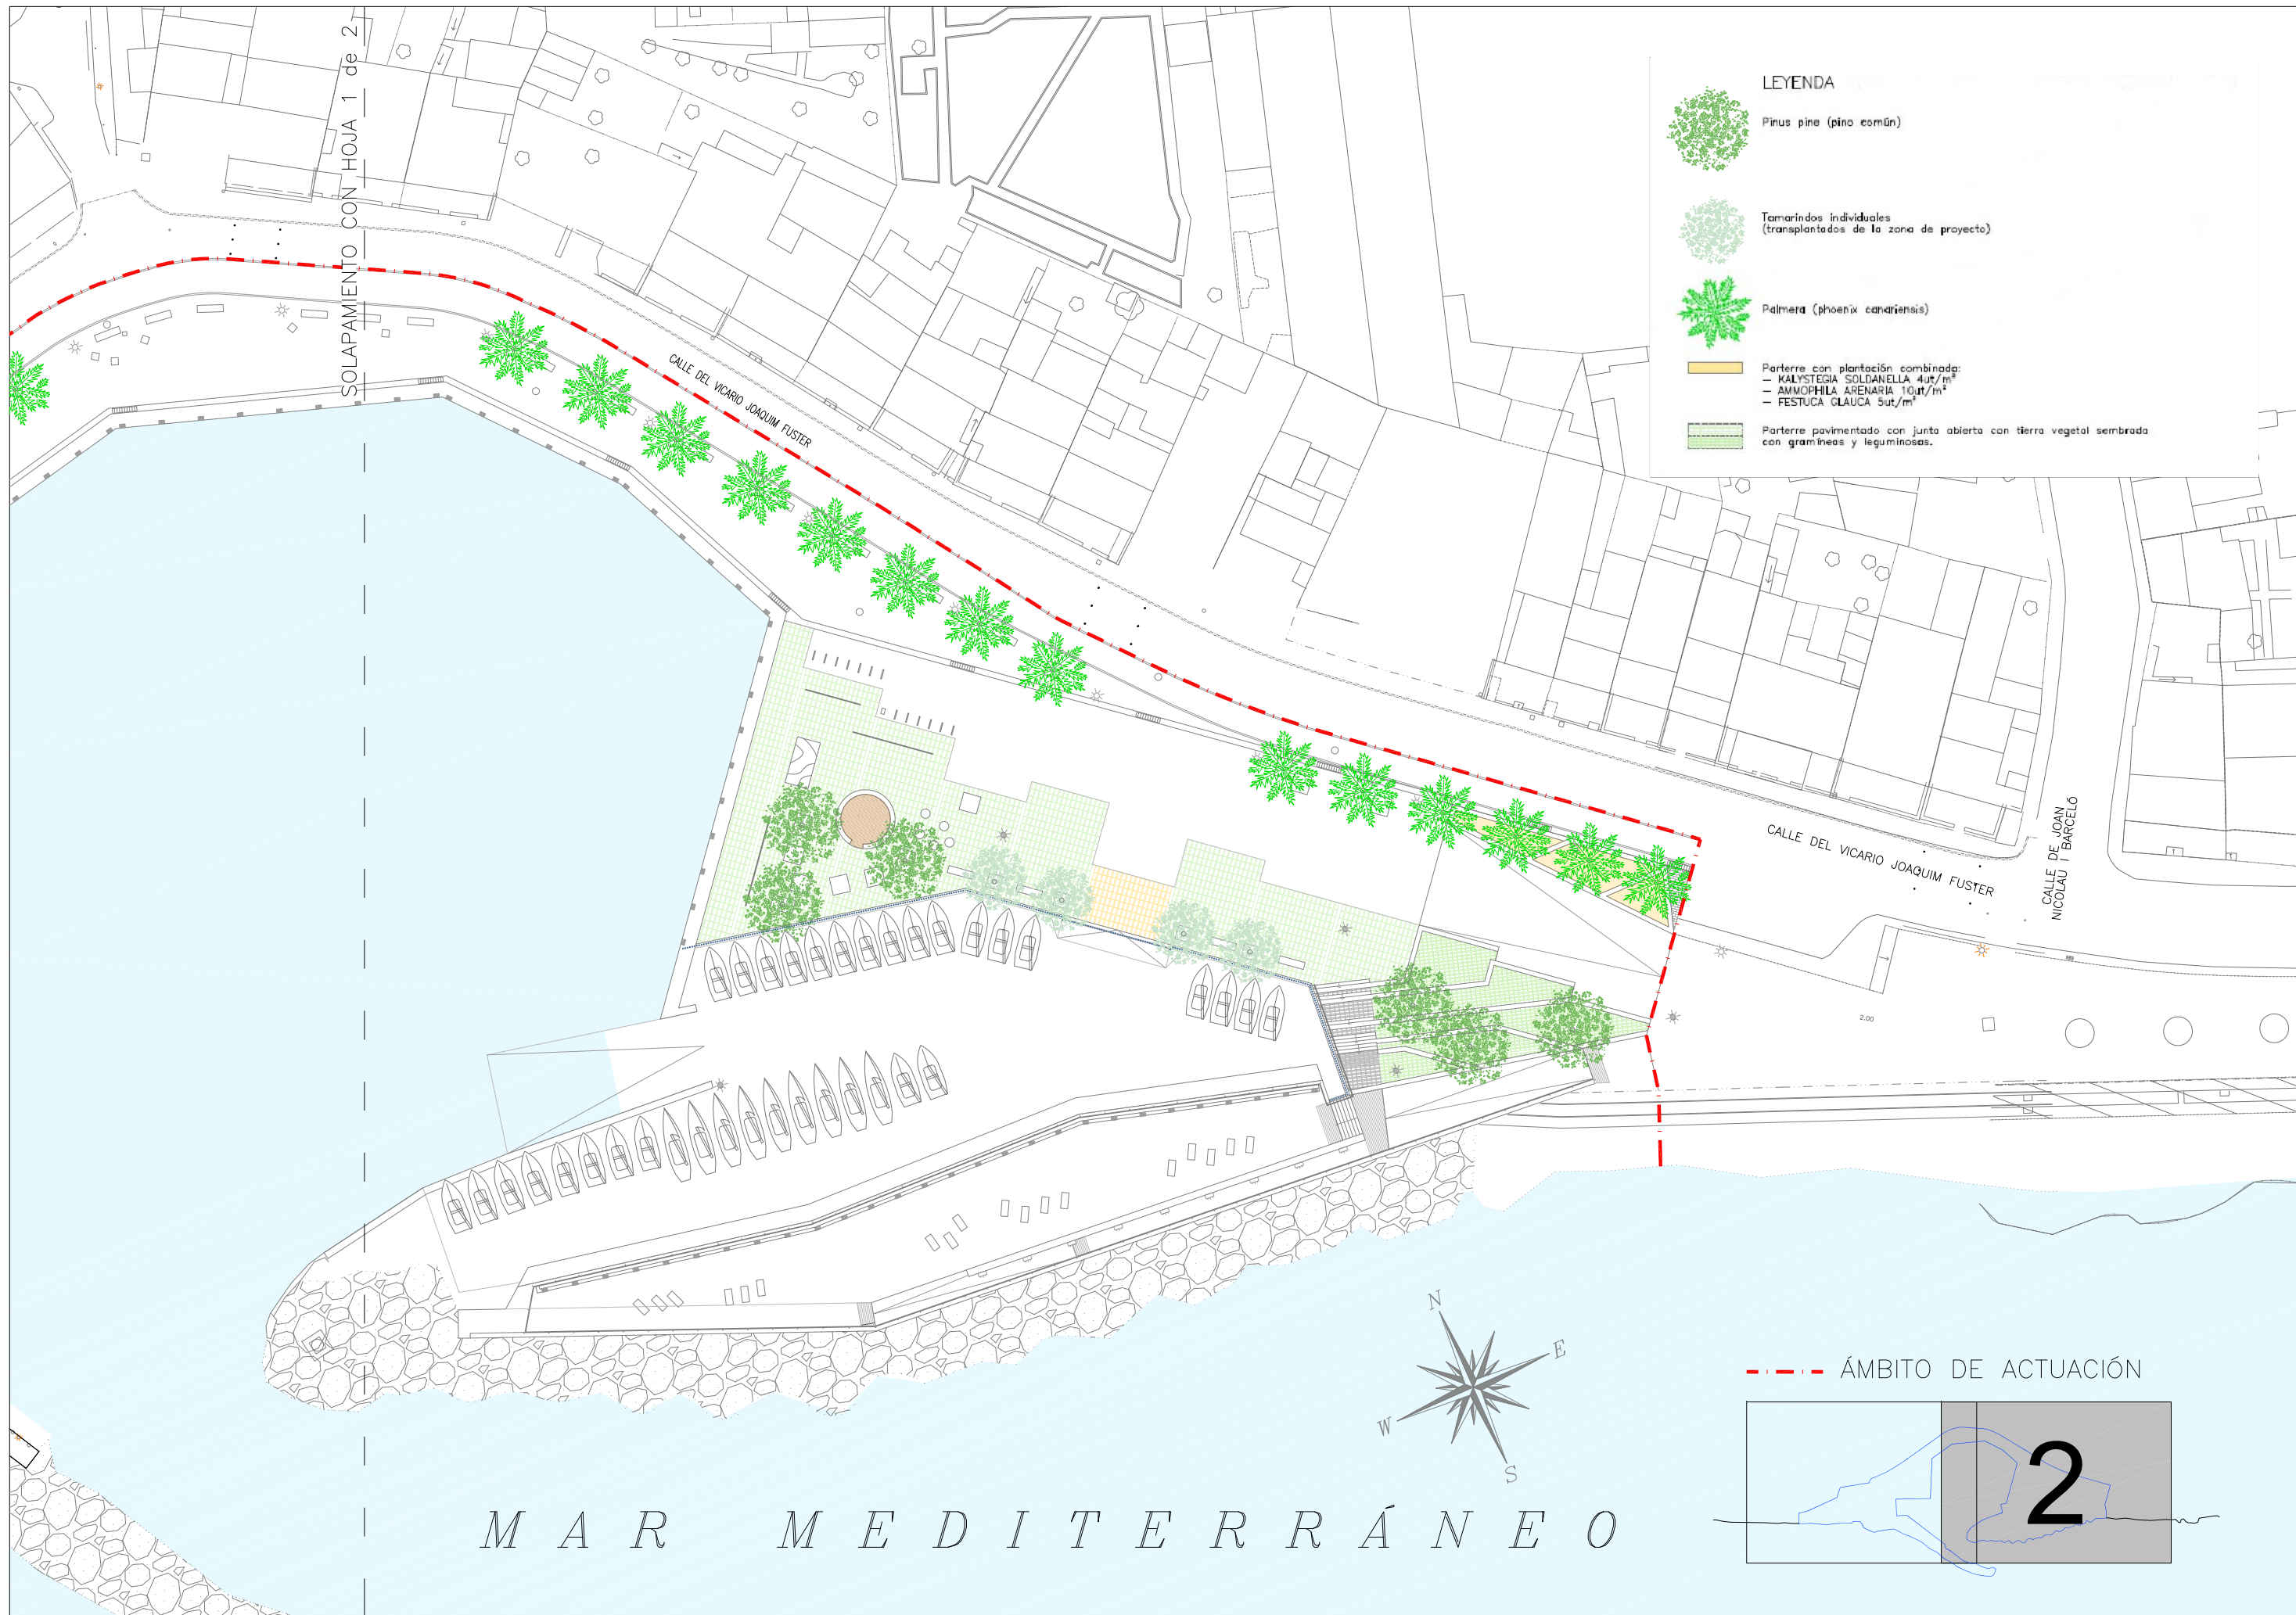 SOLAPAMIENTO CON HOJA 1 de 2
LEYENDA
Pinus pine (pino común)
Tamarindos individuales
(transplantados de la zona de proyecto)
Palmera (phoenix canariensis)
Parterre con plantación combinada:
– KALYSTEGIA SOLDANELLA 4ut/m²
– AMMOPHILA ARENARIA 10ut/m²
– FESTUCA GLAUCA 5ut/m²
Parterre pavimentado con junta abierta con tierra vegetal sembrada
con gramíneas y leguminosas.
CALLE DEL VICARIO JOAQUIM FUSTER
CALLE DEL VICARIO JOAQUIM FUSTER
CALLE DE JOAN
NICOLAU I BARCELÓ
2.00
N
E
W
S
ÁMBITO DE ACTUACIÓN
2
MAR MEDITERRÁNEO